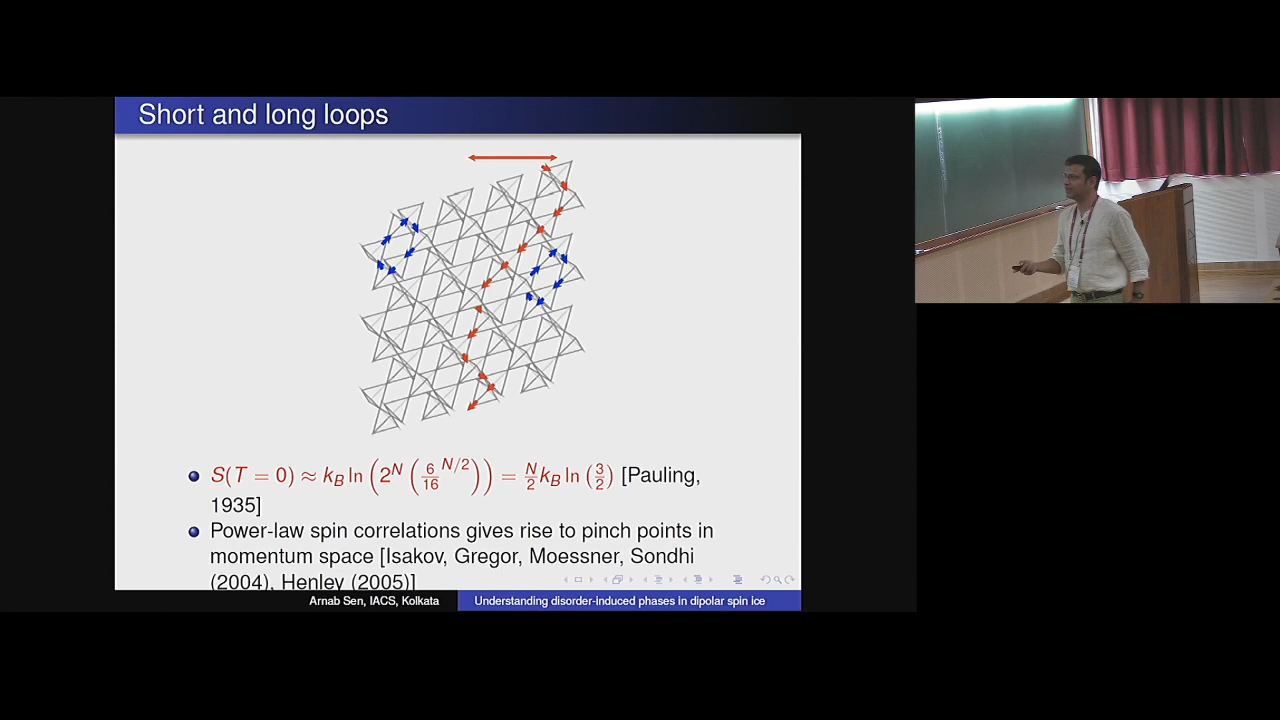 Short and long loops
S(T = 0) ≈ k_B ln (2^N (6/16^{N/2})) = N/2 k_B ln (3/2) [Pauling,
1935]
Power-law spin correlations gives rise to pinch points in
momentum space [Isakov, Gregor, Moessner, Sondhi
(2004), Henley (2005)]
Arnab Sen, IACS, Kolkata
Understanding disorder-induced phases in dipolar spin ice